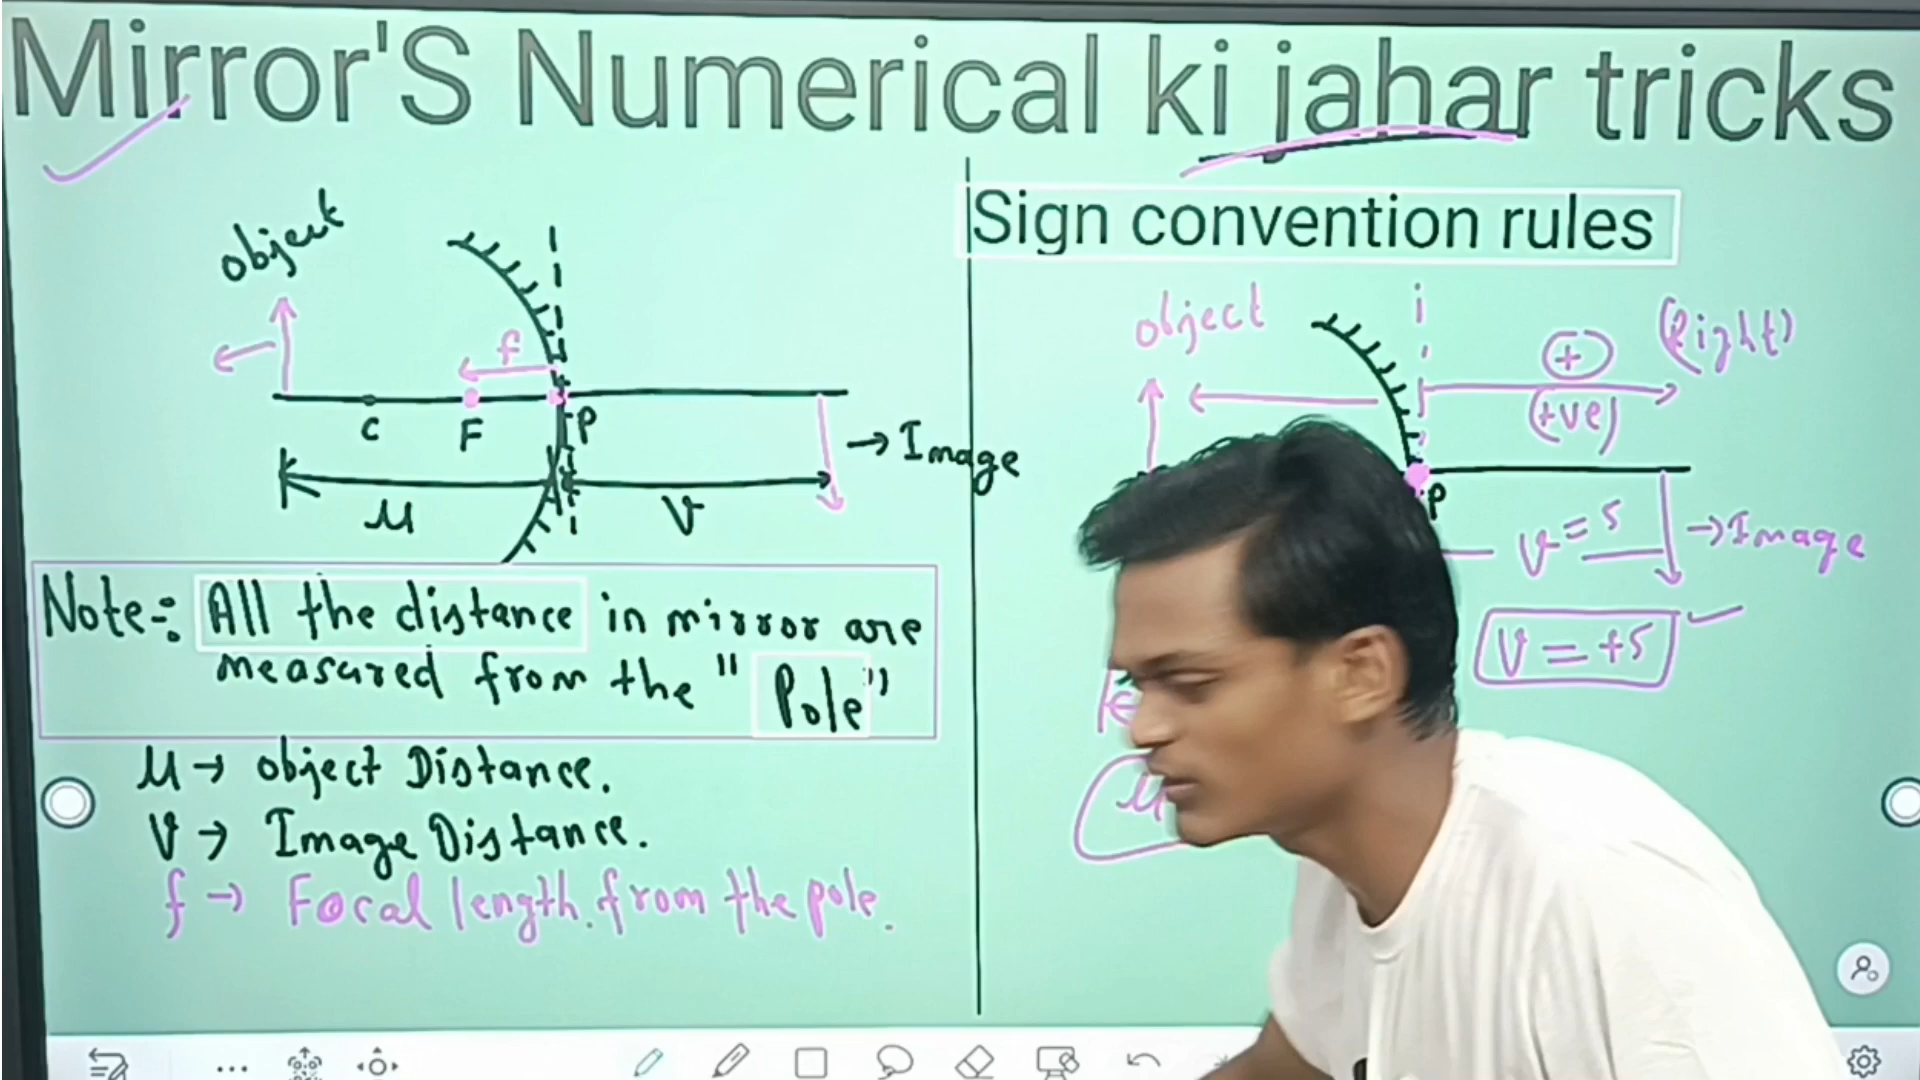 Mirror'S Numerical ki jahar tricks
object
f
C
F
P
u
v
→ Image
Note-: All the distance in mirror are
measured from the "Pole"
u → object Distance.
v → Image Distance.
f → Focal length. from the pole.
Sign convention rules
object
(Right)
+
(+ve)
P
v = 5
→ Image
v = +5
u